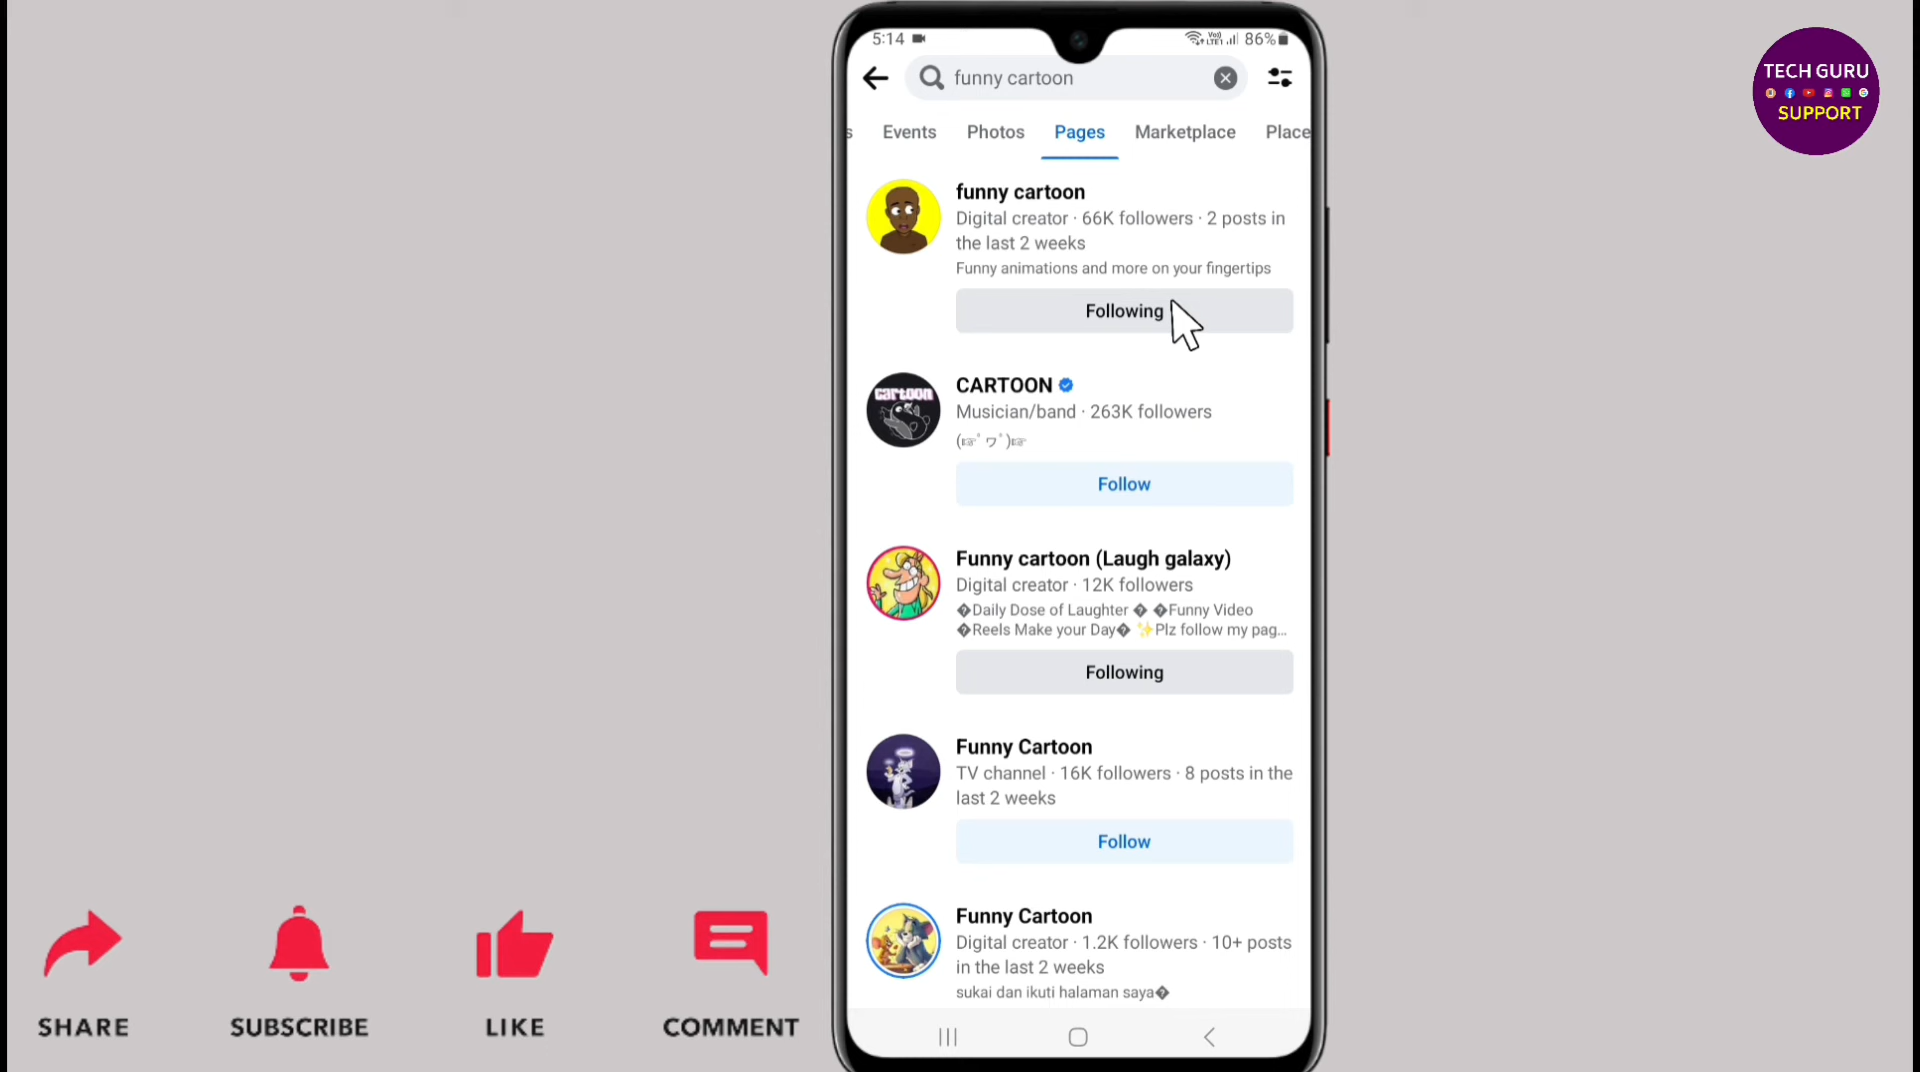 5:14
86%
funny cartoon
s Events Photos Pages Marketplace Place
funny cartoon
Digital creator · 66K followers · 2 posts in
the last 2 weeks
Funny animations and more on your fingertips
Following
CARTOON
Musician/band · 263K followers
(☞ﾟヮﾟ)☞
Follow
Funny cartoon (Laugh galaxy)
Digital creator · 12K followers
�Daily Dose of Laughter � �Funny Video
�Reels Make your Day� ✨Plz follow my pag...
Following
Funny Cartoon
TV channel · 16K followers · 8 posts in the
last 2 weeks
Follow
Funny Cartoon
Digital creator · 1.2K followers · 10+ posts
in the last 2 weeks
sukai dan ikuti halaman saya�
cartoon
TECH GURU
SUPPORT
SHARE SUBSCRIBE LIKE COMMENT